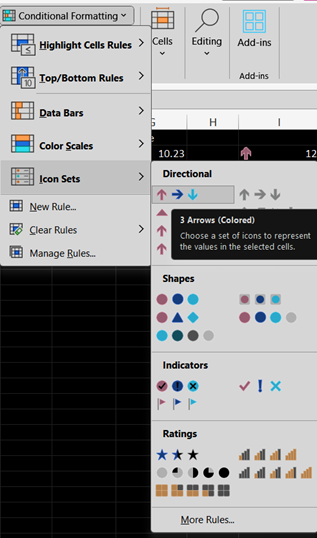 Conditional Formatting
Cells
Editing
Add-ins
Add-ins
Highlight Cells Rules
Top/Bottom Rules
10
Data Bars
Color Scales
Icon Sets
New Rule...
Clear Rules
Manage Rules...
H
I
10.23
12
Directional
3 Arrows (Colored)
Choose a set of icons to represent
the values in the selected cells.
Shapes
Indicators
Ratings
More Rules...